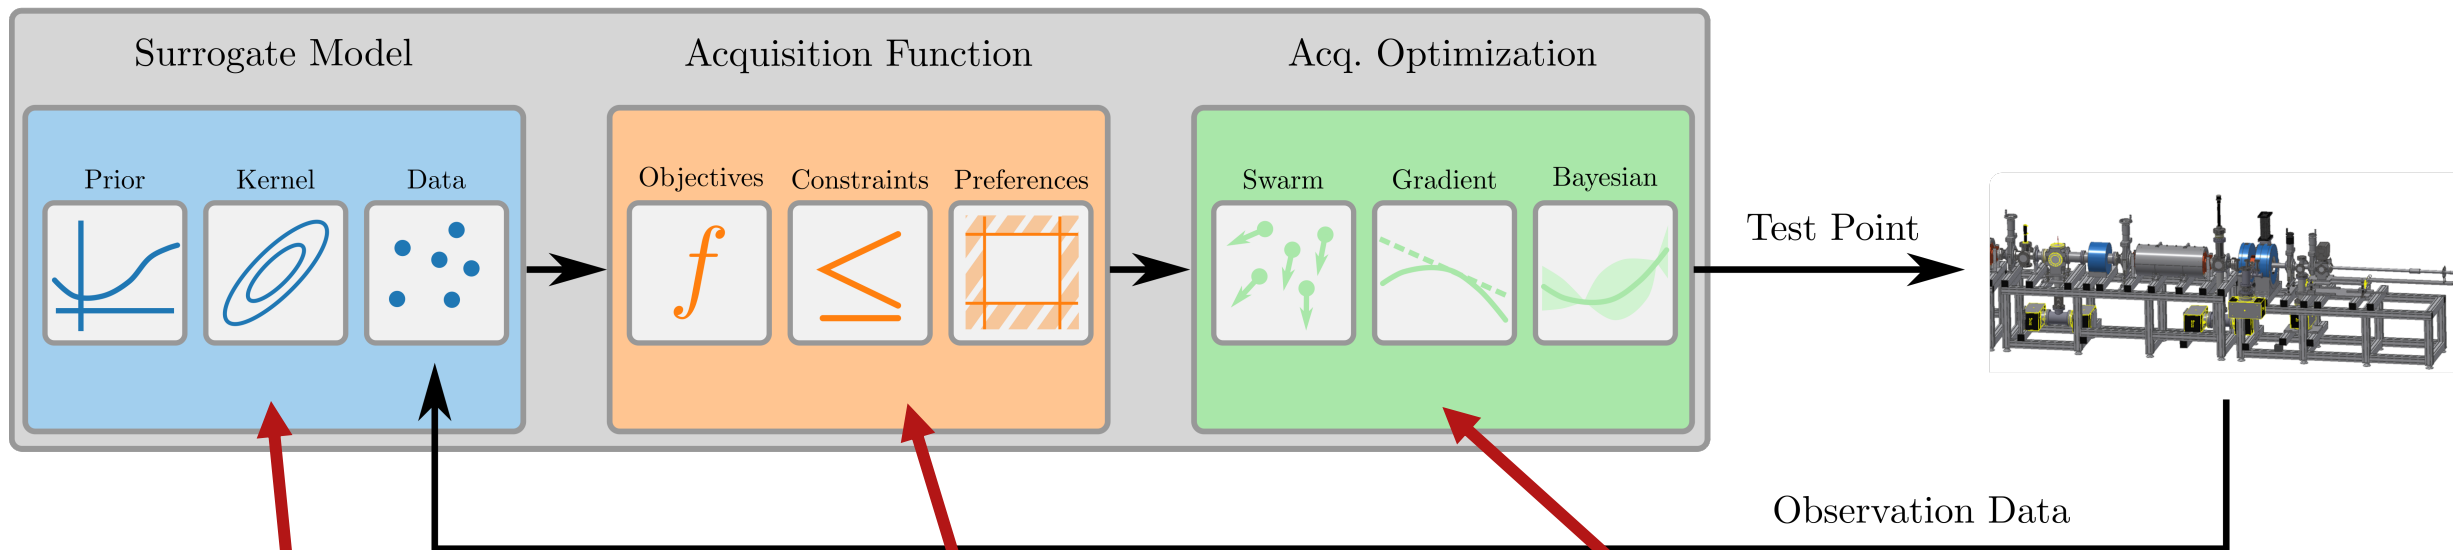 Surrogate Model
Acquisition Function
Acq. Optimization
Prior
Kernel
Data
Objectives
Constraints
Preferences
Swarm
Gradient
Bayesian
f
≤
Test Point
Observation Data